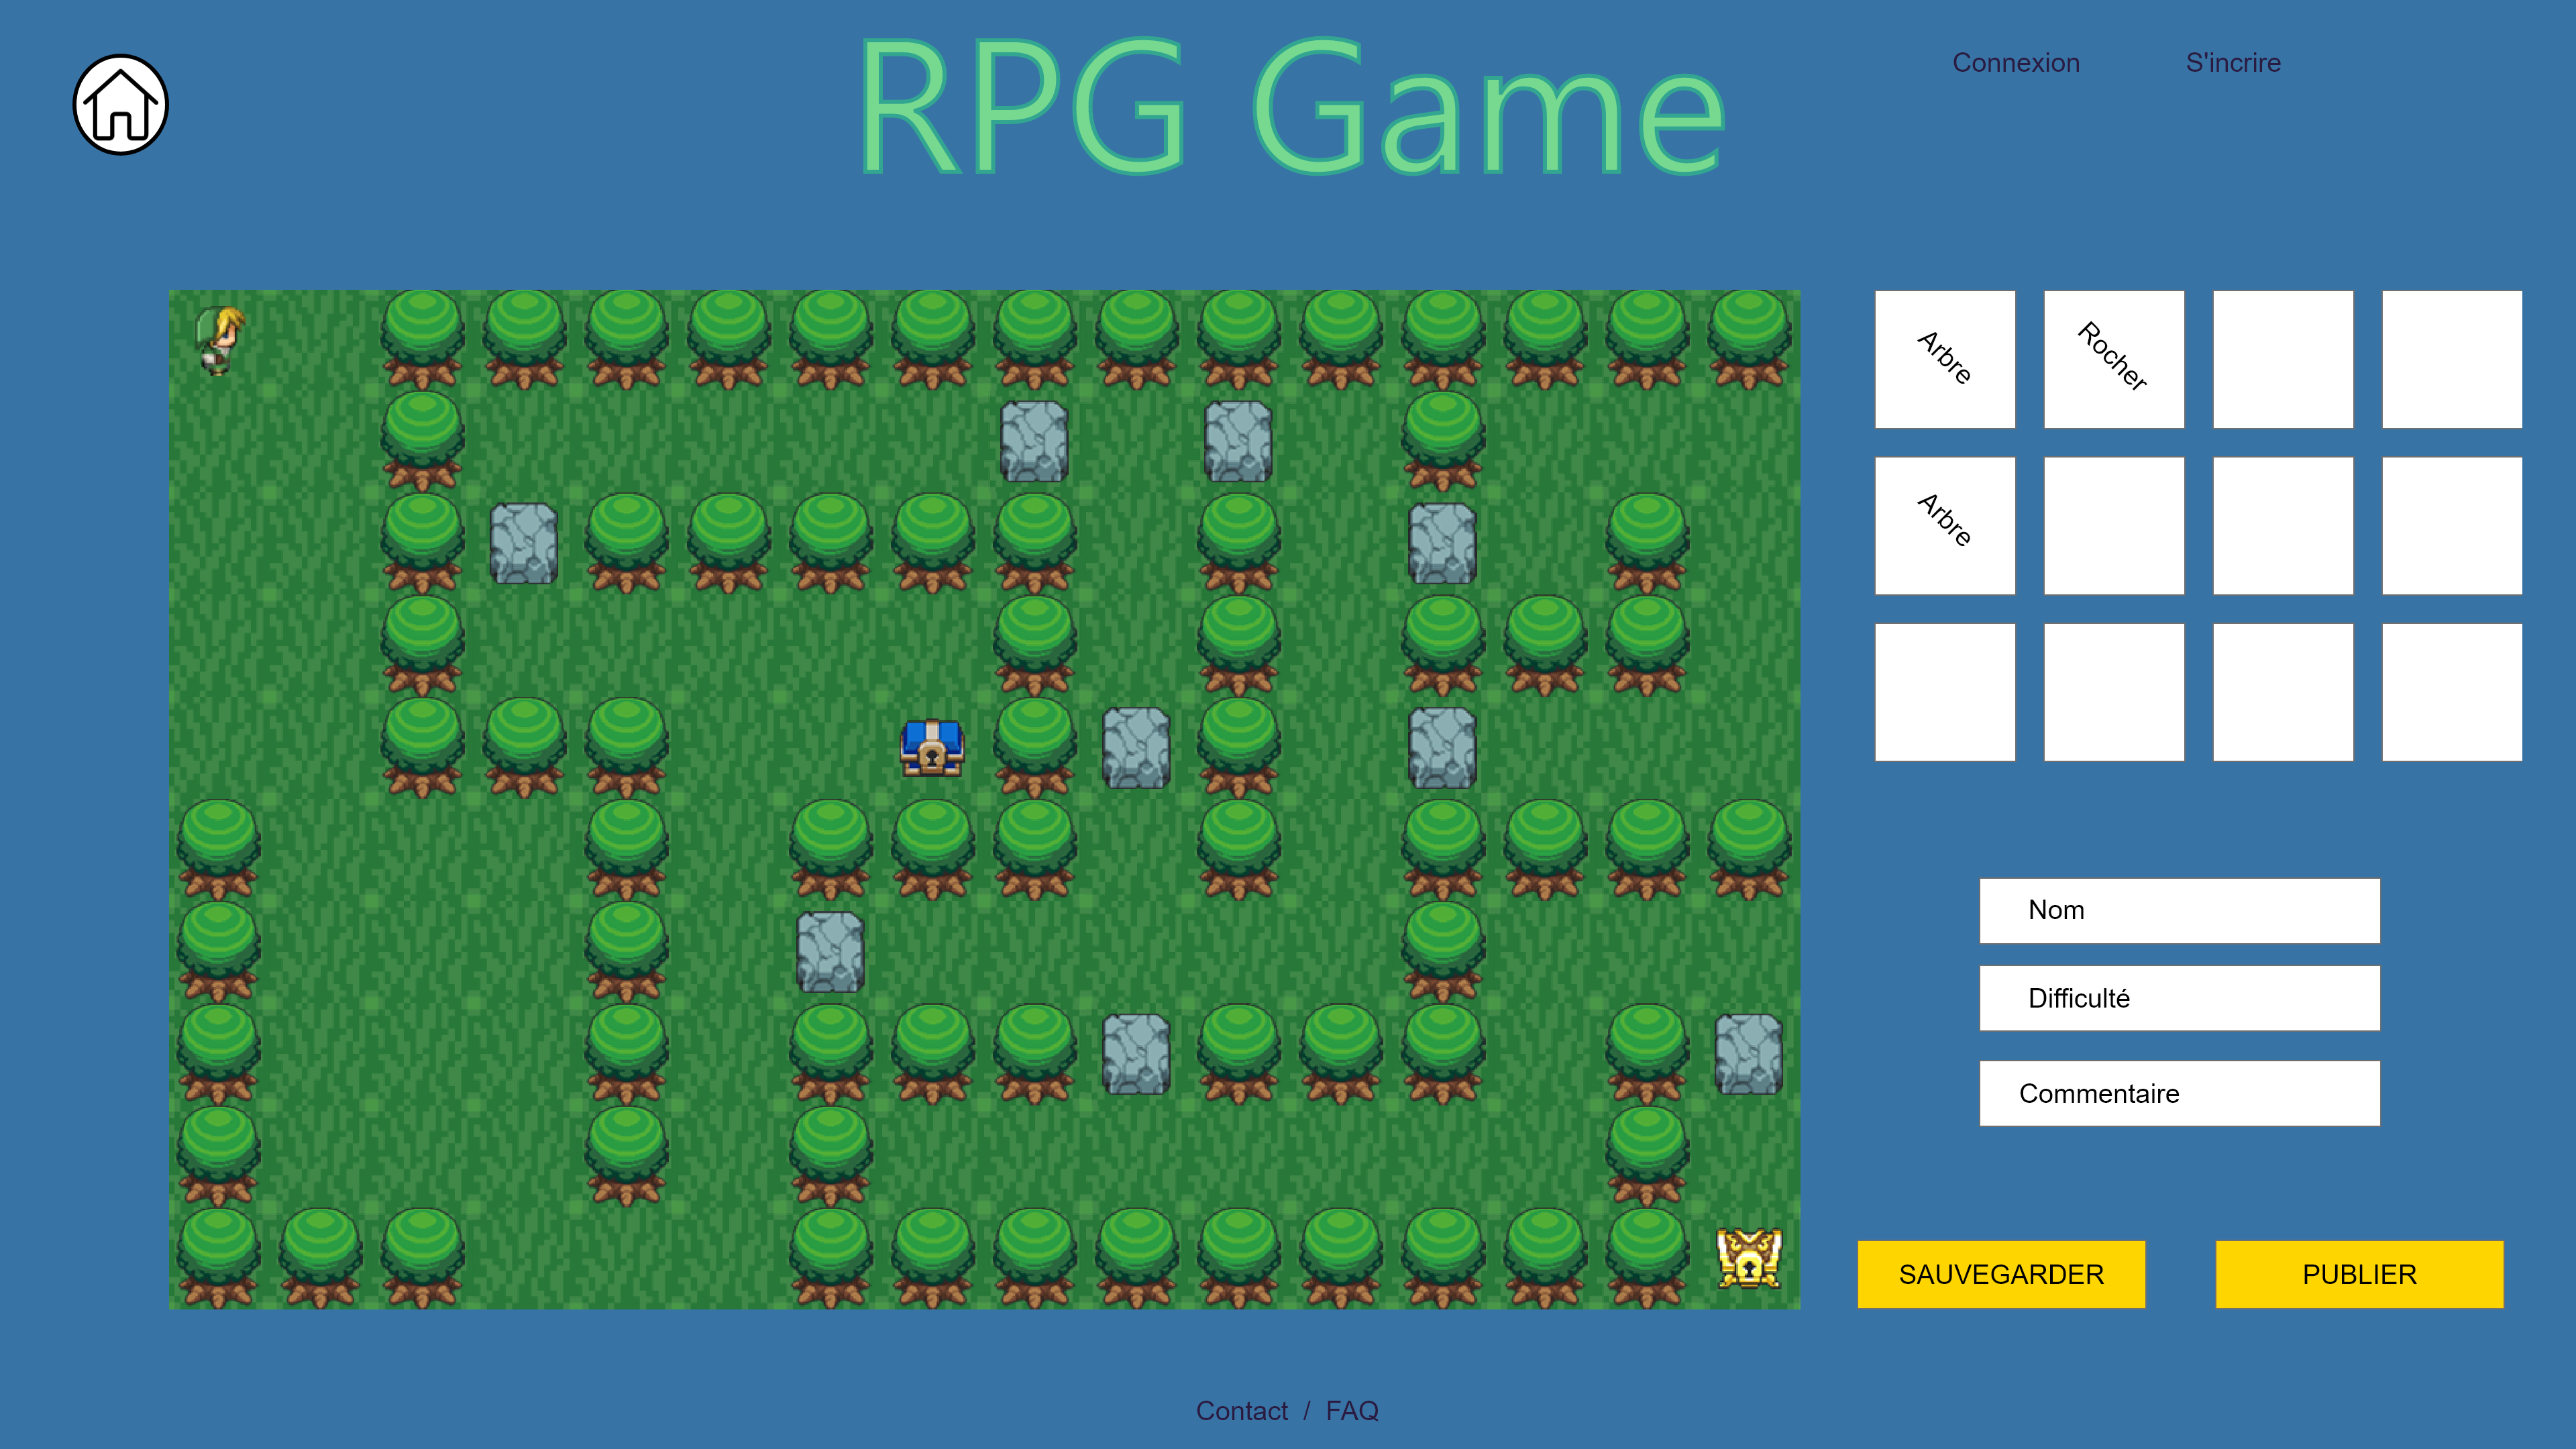 RPG Game
Connexion
S'incrire
Arbre
Rocher
Arbre
Nom
Difficulté
Commentaire
SAUVEGARDER
PUBLIER
Contact / FAQ